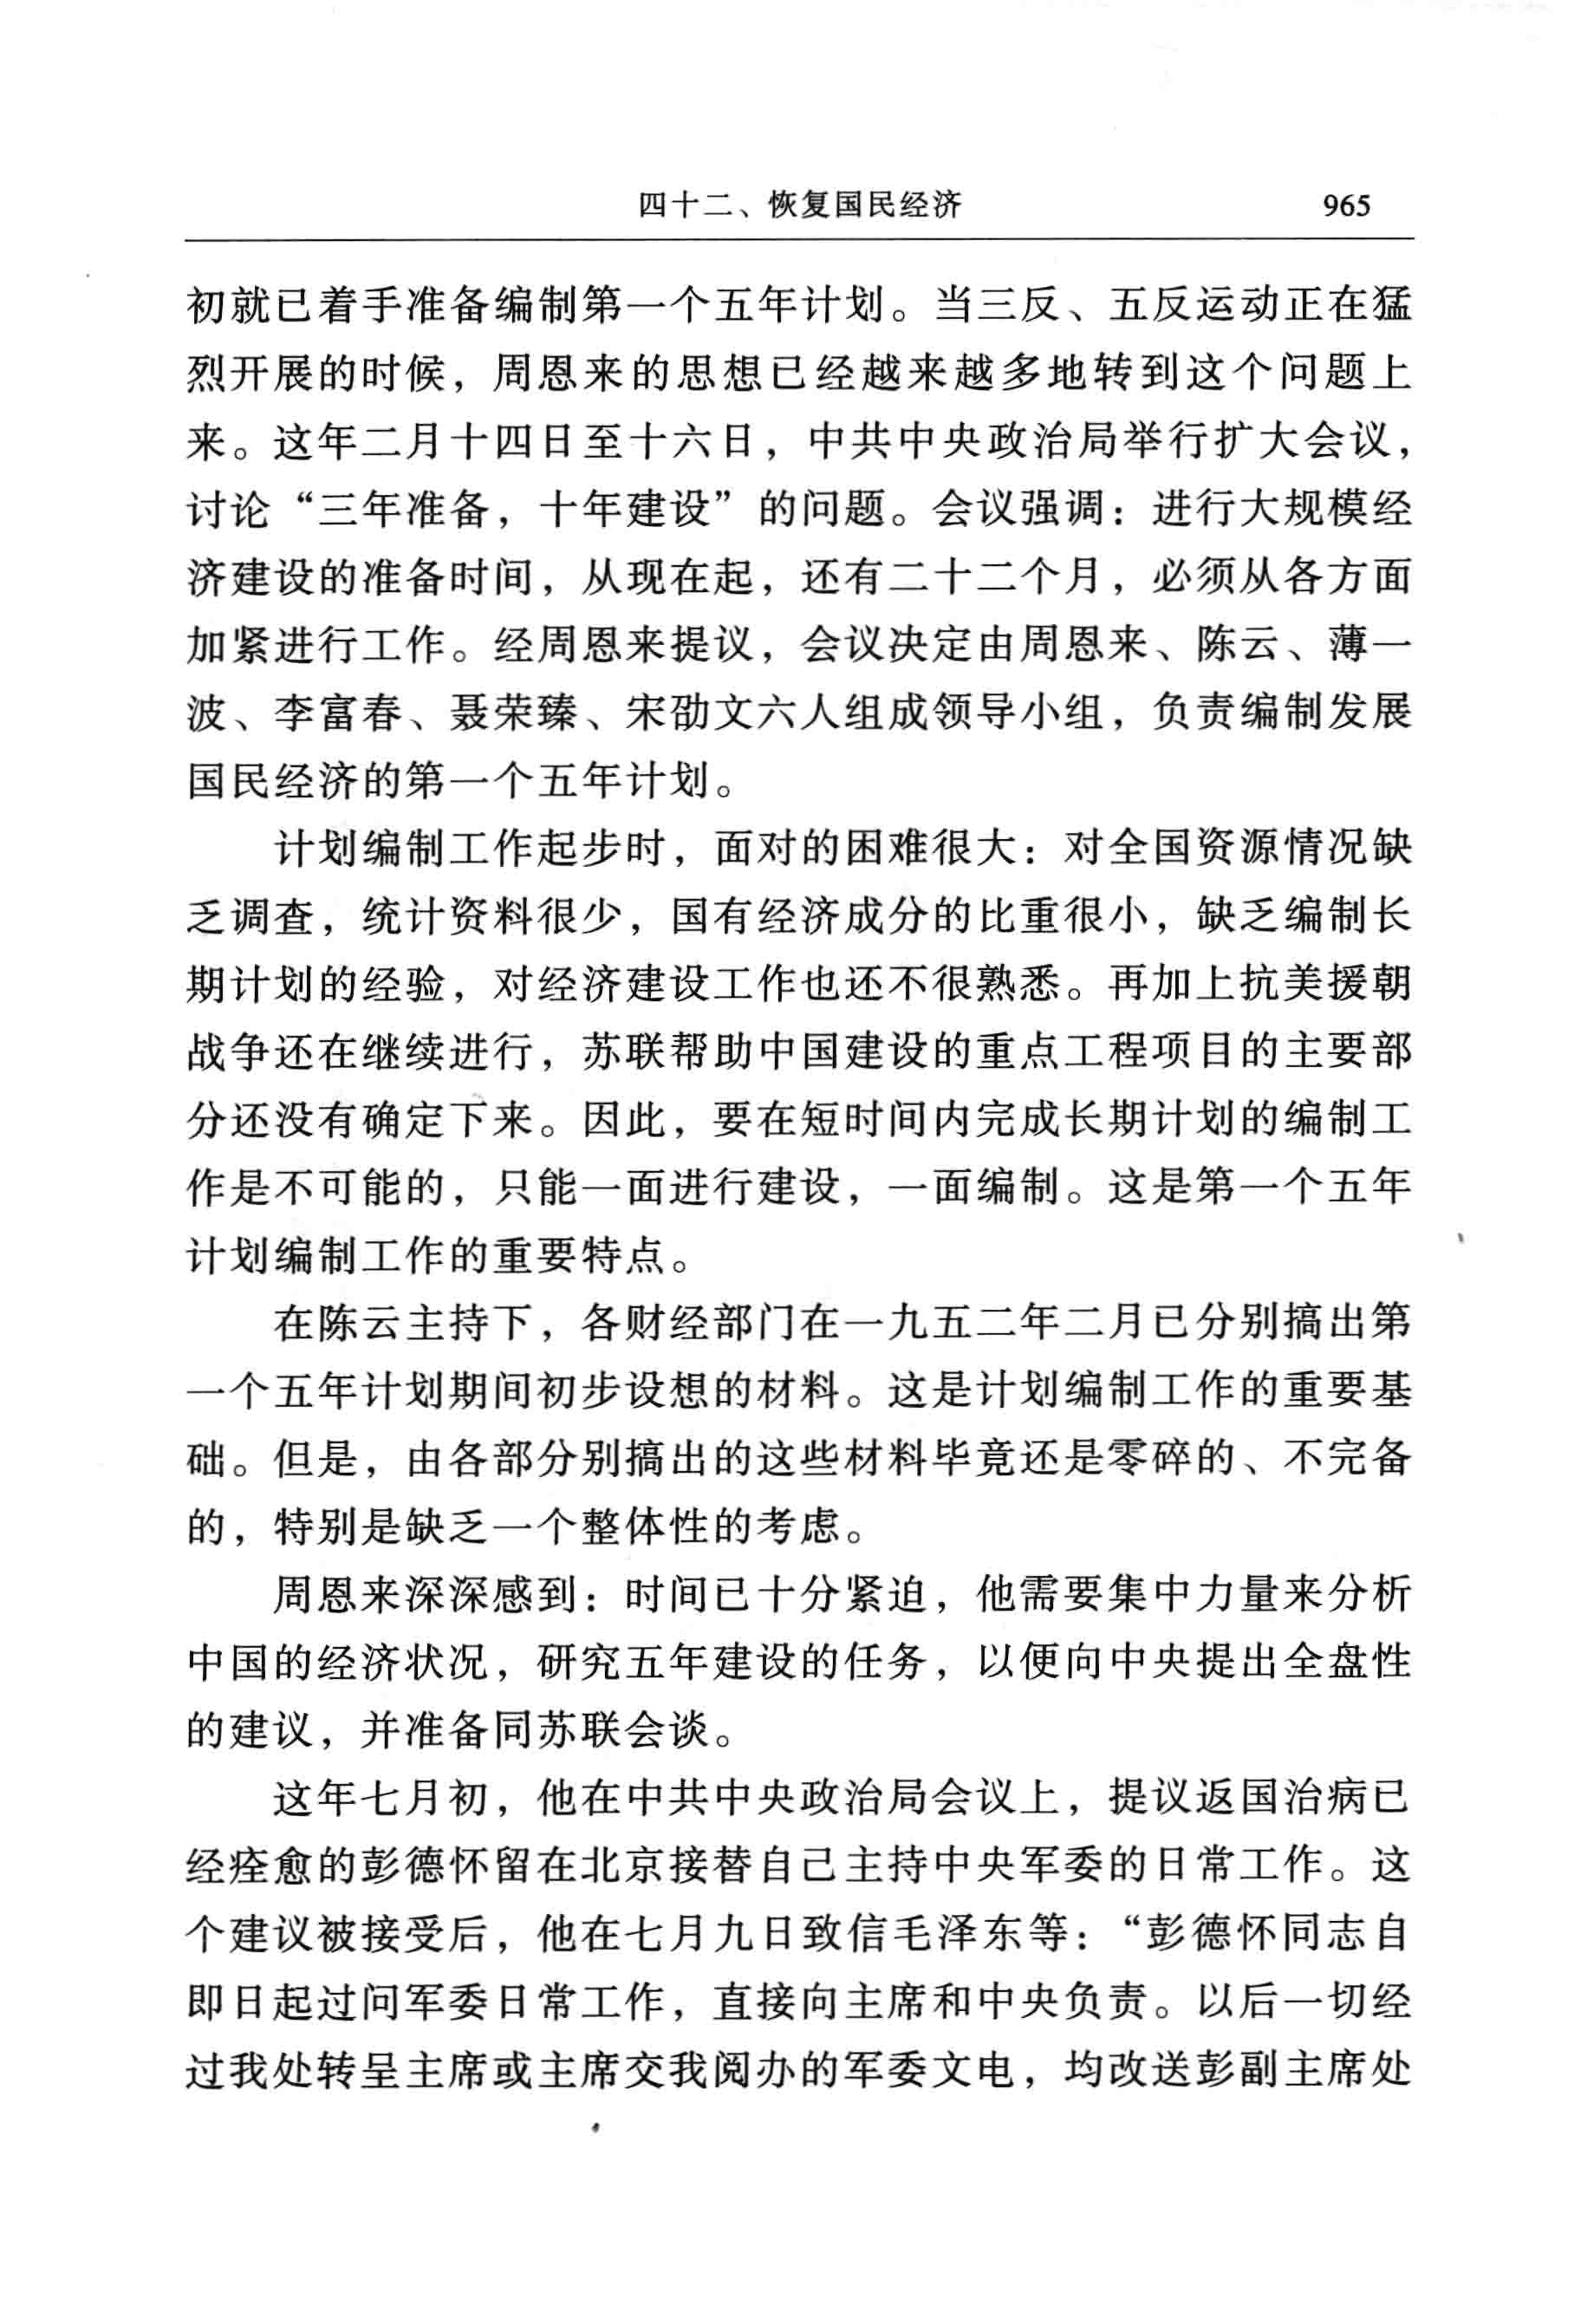 四十二、恢复国民经济 965
初就已着手准备编制第一个五年计划。当三反、五反运动正在猛
烈开展的时候，周恩来的思想已经越来越多地转到这个问题上
来。这年二月十四日至十六日，中共中央政治局举行扩大会议，
讨论“三年准备，十年建设”的问题。会议强调：进行大规模经
济建设的准备时间，从现在起，还有二十二个月，必须从各方面
加紧进行工作。经周恩来提议，会议决定由周恩来、陈云、薄一
波、李富春、聂荣臻、宋劭文六人组成领导小组，负责编制发展
国民经济的第一个五年计划。
计划编制工作起步时，面对的困难很大：对全国资源情况缺
乏调查，统计资料很少，国有经济成分的比重很小，缺乏编制长
期计划的经验，对经济建设工作也还不很熟悉。再加上抗美援朝
战争还在继续进行，苏联帮助中国建设的重点工程项目的主要部
分还没有确定下来。因此，要在短时间内完成长期计划的编制工
作是不可能的，只能一面进行建设，一面编制。这是第一个五年
计划编制工作的重要特点。
在陈云主持下，各财经部门在一九五二年二月已分别搞出第
一个五年计划期间初步设想的材料。这是计划编制工作的重要基
础。但是，由各部分别搞出的这些材料毕竟还是零碎的、不完备
的，特别是缺乏一个整体性的考虑。
周恩来深深感到：时间已十分紧迫，他需要集中力量来分析
中国的经济状况，研究五年建设的任务，以便向中央提出全盘性
的建议，并准备同苏联会谈。
这年七月初，他在中共中央政治局会议上，提议返国治病已
经痊愈的彭德怀留在北京接替自己主持中央军委的日常工作。这
个建议被接受后，他在七月九日致信毛泽东等：“彭德怀同志自
即日起过问军委日常工作，直接向主席和中央负责。以后一切经
过我处转呈主席或主席交我阅办的军委文电，均改送彭副主席处